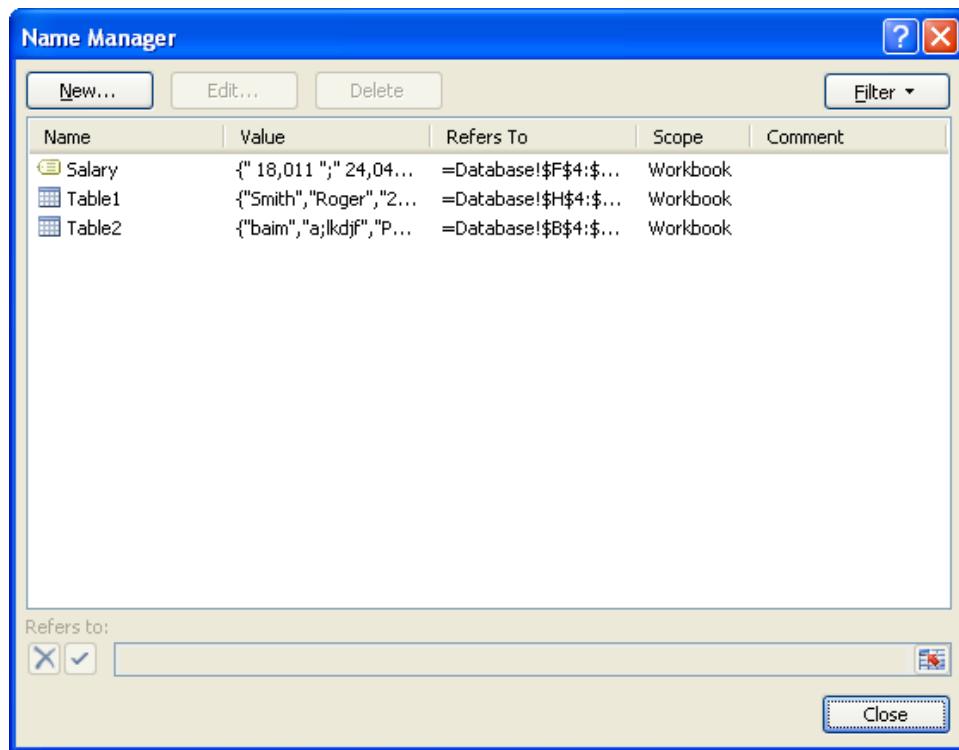 Name Manager
New... Edit... Delete Filter
Name Value Refers To Scope Comment
Salary {" 18,011 ";" 24,04... =Database!$F$4:$... Workbook
Table1 {"Smith","Roger","2... =Database!$H$4:$... Workbook
Table2 {"baim","a;lkdjf","P... =Database!$B$4:$... Workbook
Refers to:
Close